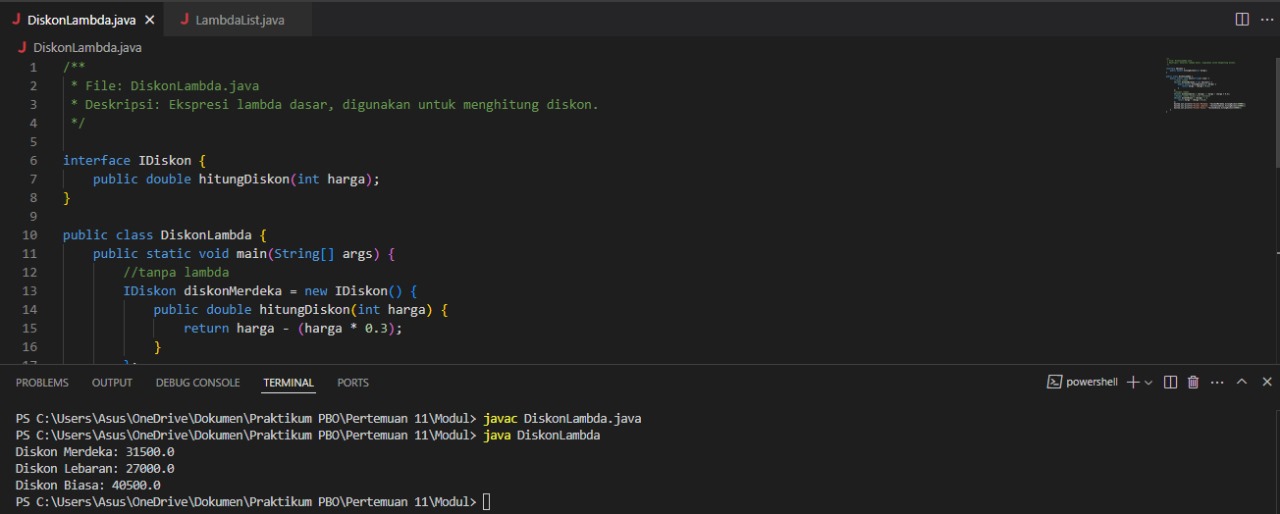 DiskonLambda.java
LambdaList.java
DiskonLambda.java
1 /**
2 * File: DiskonLambda.java
3 * Deskripsi: Ekspresi lambda dasar, digunakan untuk menghitung diskon.
4 */
5
6 interface IDiskon {
7 public double hitungDiskon(int harga);
8 }
9
10 public class DiskonLambda {
11 public static void main(String[] args) {
12 //tanpa lambda
13 IDiskon diskonMerdeka = new IDiskon() {
14 public double hitungDiskon(int harga) {
15 return harga - (harga * 0.3);
16 }
17 };
PROBLEMS OUTPUT DEBUG CONSOLE TERMINAL PORTS
powershell
PS C:\Users\Asus\OneDrive\Dokumen\Praktikum PBO\Pertemuan 11\Modul> javac DiskonLambda.java
PS C:\Users\Asus\OneDrive\Dokumen\Praktikum PBO\Pertemuan 11\Modul> java DiskonLambda
Diskon Merdeka: 31500.0
Diskon Lebaran: 27000.0
Diskon Biasa: 40500.0
PS C:\Users\Asus\OneDrive\Dokumen\Praktikum PBO\Pertemuan 11\Modul>